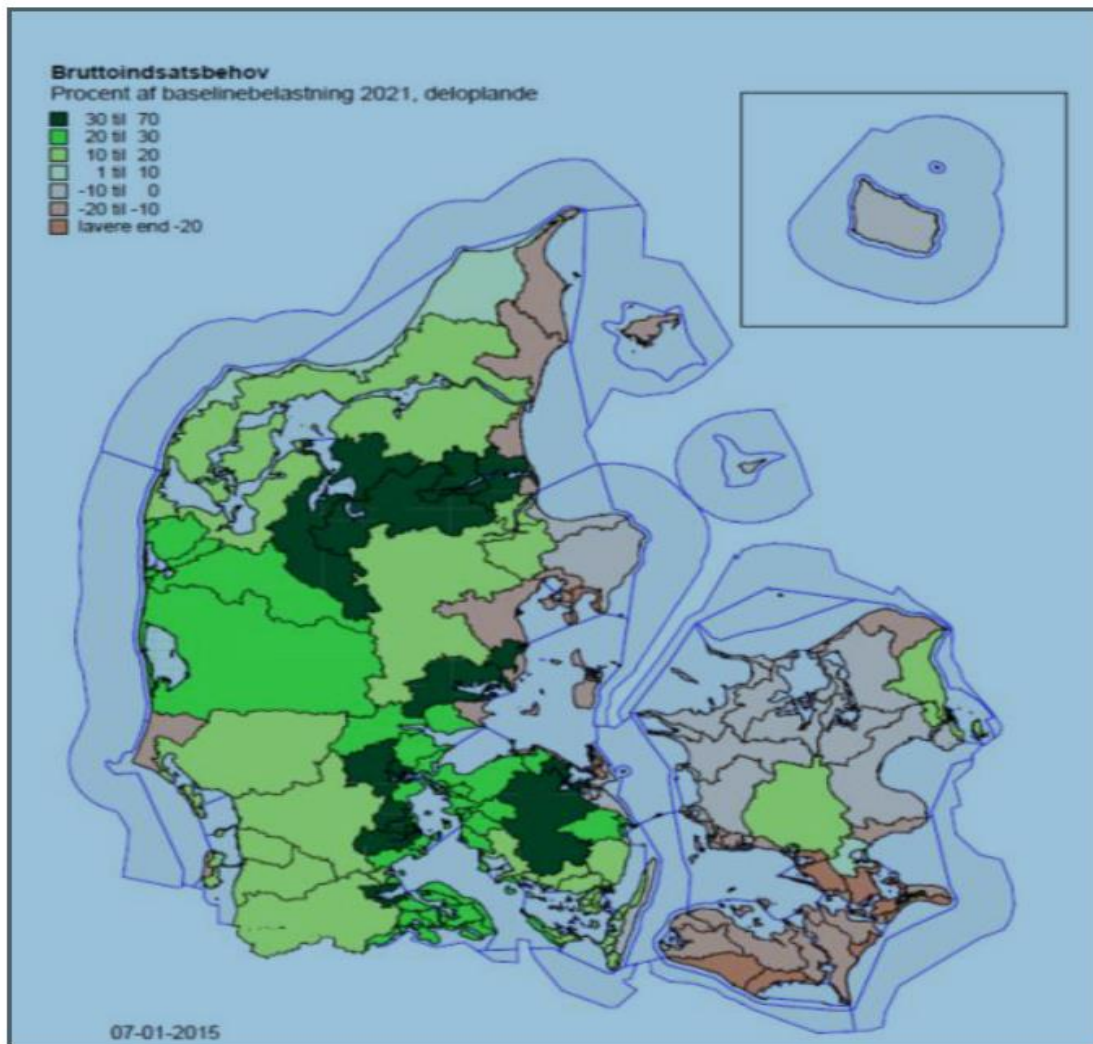 Bruttoindsatsbehov
Procent af baselinebelastning 2021, deloplande
30 til 70
20 til 30
10 til 20
1 til 10
-10 til 0
-20 til -10
lavere end -20
07-01-2015